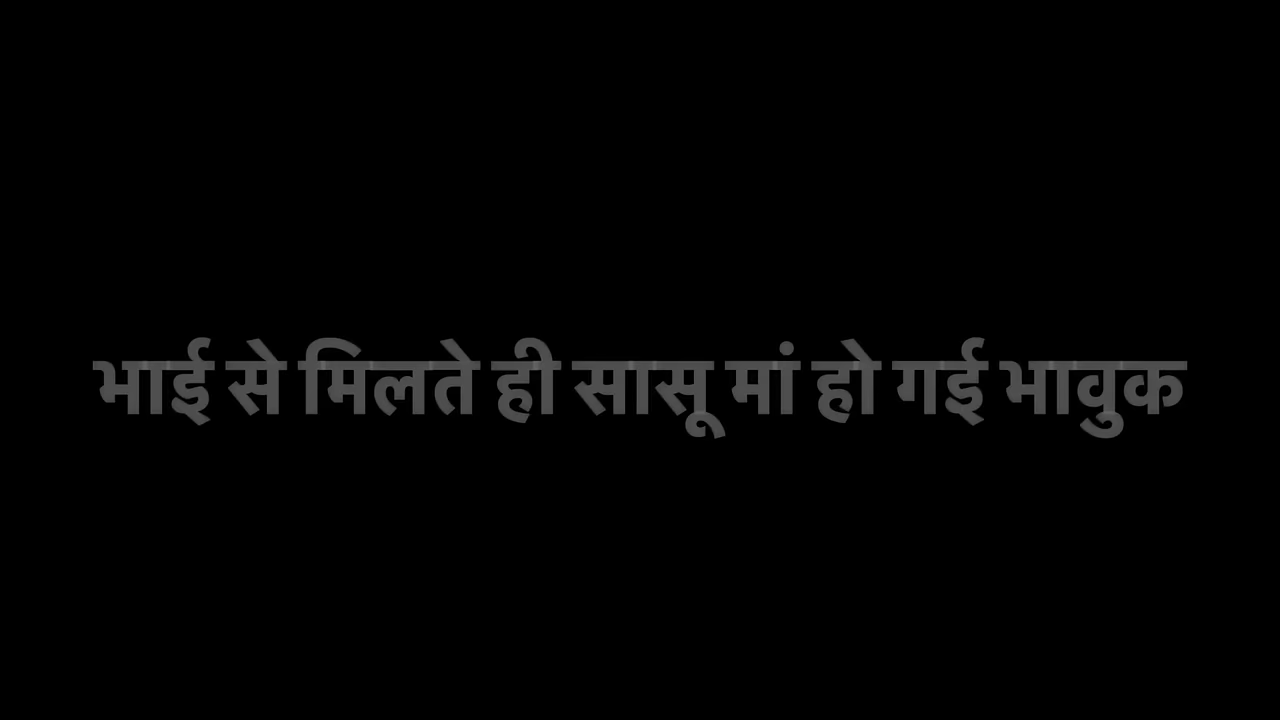 भाई से मिलते ही सासू मां हो गई भावुक